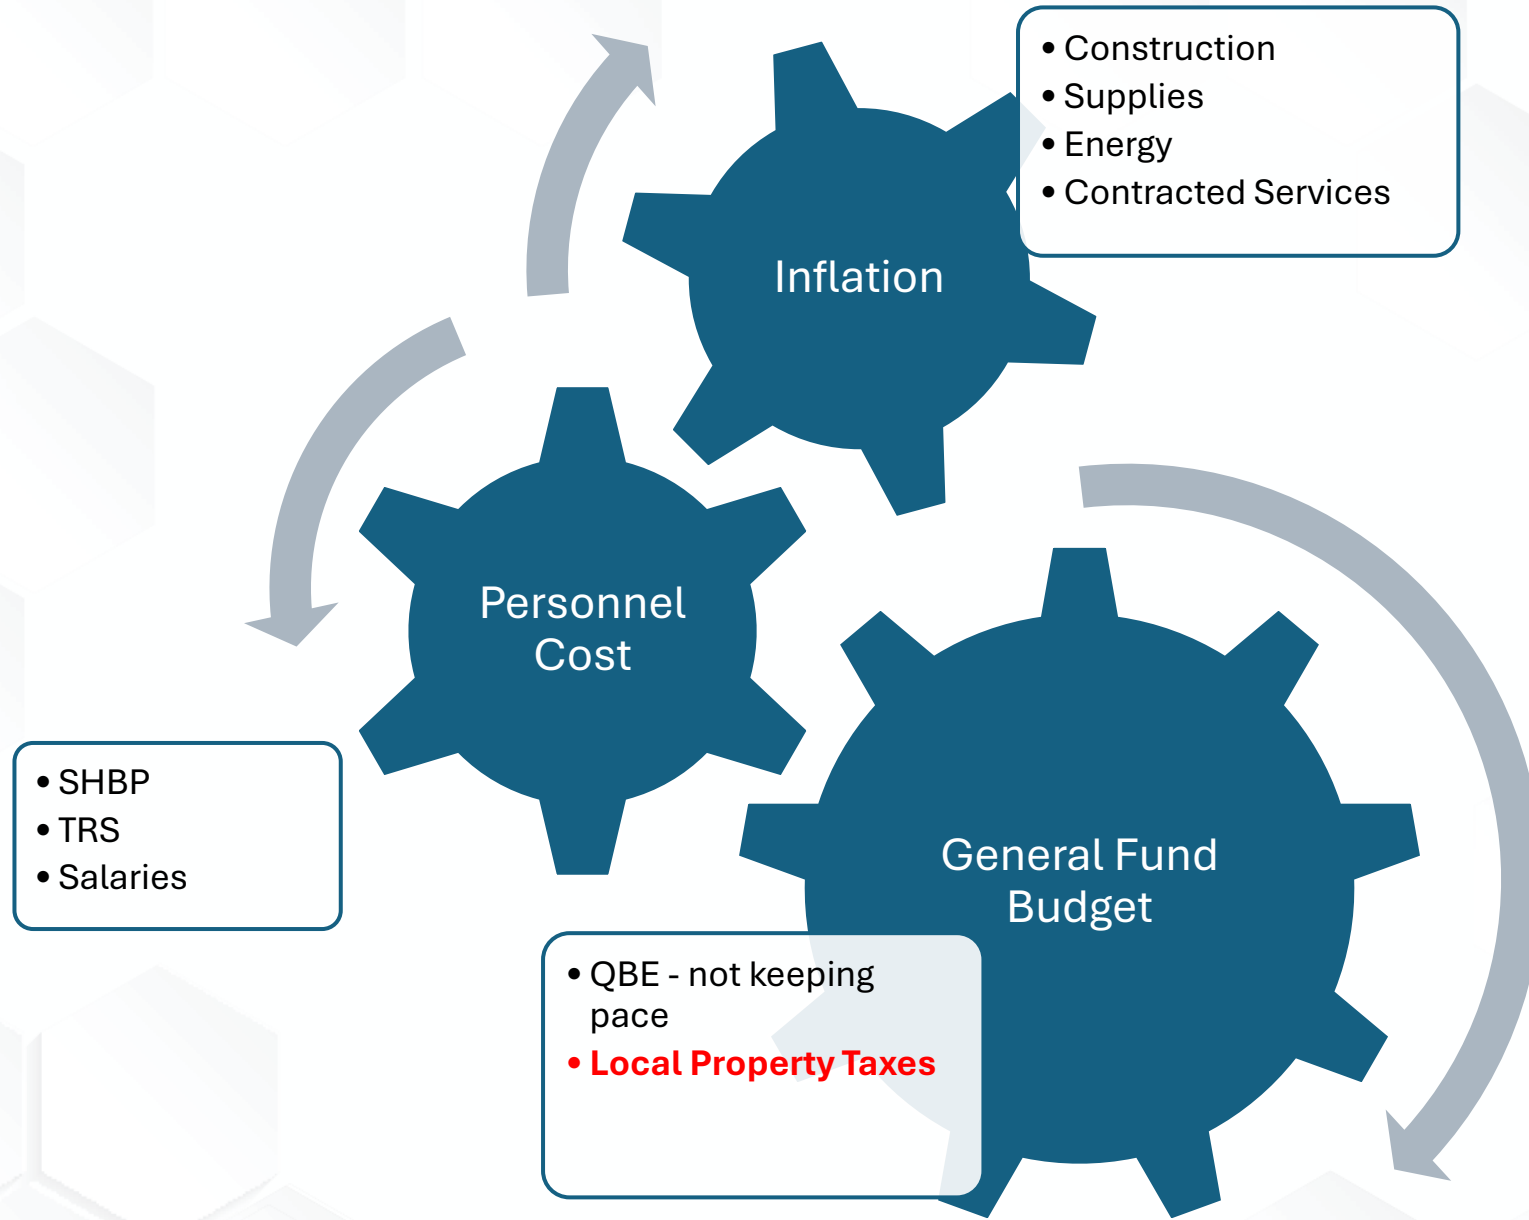 • Construction
• Supplies
• Energy
• Contracted Services
Inflation
Personnel
Cost
• SHBP
• TRS
• Salaries
General Fund
Budget
• QBE - not keeping
pace
• Local Property Taxes